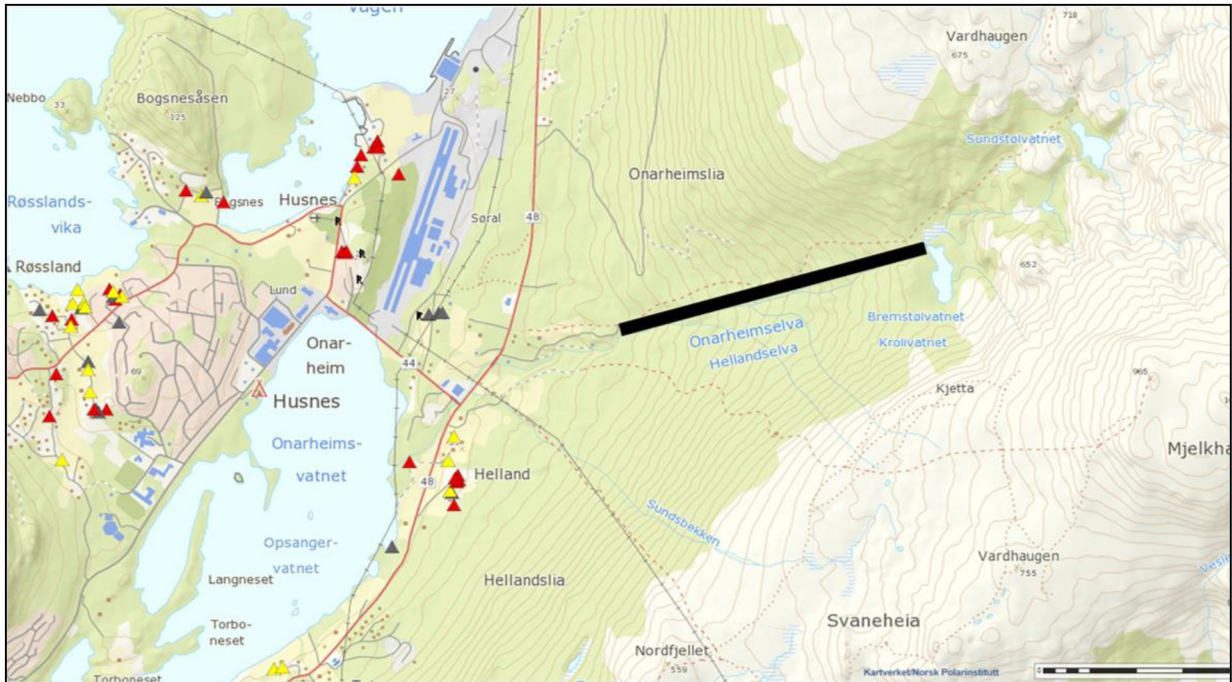 vågen
718
Vardhaugen
675
Nebbo
33
Bogsnesåsen
125
27
Sundstølvatnet
Onarheimslia
Røsslands-
vika
Bogsnes
Husnes
48
Søral
R
R
R
652
Røssland
Lund
R
Bremstølvatnet
Onarheimselva
Hellandselva
Krolivatnet
Onar-
heim
44
69
Kjetta
965
Husnes
Onarheims-
vatnet
Mjelkha
48
Helland
Sundsbekken
Opsanger-
vatnet
Vardhaugen
755
Langneset
Hellandslia
Torbo-
neset
Svaneheia
Nordfjellet
559
Torboneset
Kartverket/Norsk Polarinstitutt
0